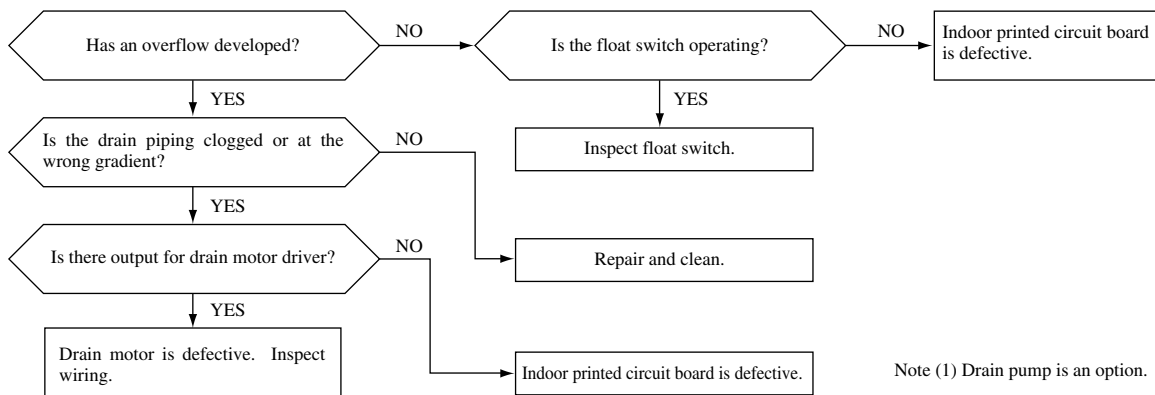 Has an overflow developed?
NO
Is the float switch operating?
NO
Indoor printed circuit board
is defective.
YES
YES
Is the drain piping clogged or at the
wrong gradient?
NO
Inspect float switch.
YES
Is there output for drain motor driver?
NO
Repair and clean.
YES
Drain motor is defective. Inspect
wiring.
Indoor printed circuit board is defective.
Note (1) Drain pump is an option.